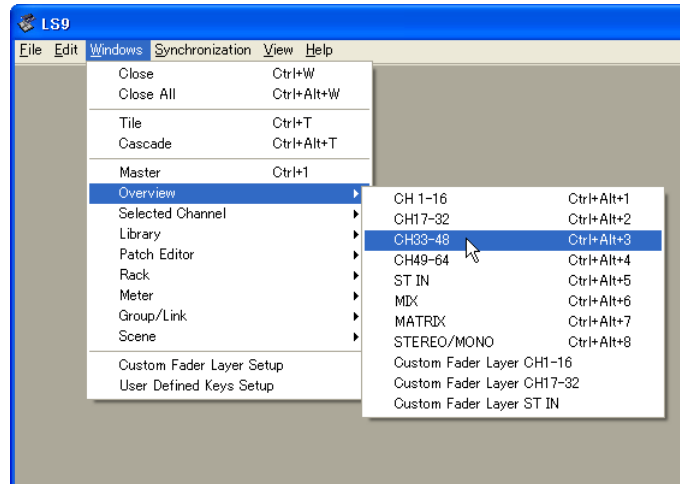 LS9
File Edit Windows Synchronization View Help
Close Ctrl+W
Close All Ctrl+Alt+W
Tile Ctrl+T
Cascade Ctrl+Alt+T
Master Ctrl+1
Overview
Selected Channel
Library
Patch Editor
Rack
Meter
Group/Link
Scene
Custom Fader Layer Setup
User Defined Keys Setup
CH 1-16 Ctrl+Alt+1
CH17-32 Ctrl+Alt+2
CH33-48 Ctrl+Alt+3
CH49-64 Ctrl+Alt+4
ST IN Ctrl+Alt+5
MIX Ctrl+Alt+6
MATRIX Ctrl+Alt+7
STEREO/MONO Ctrl+Alt+8
Custom Fader Layer CH1-16
Custom Fader Layer CH17-32
Custom Fader Layer ST IN